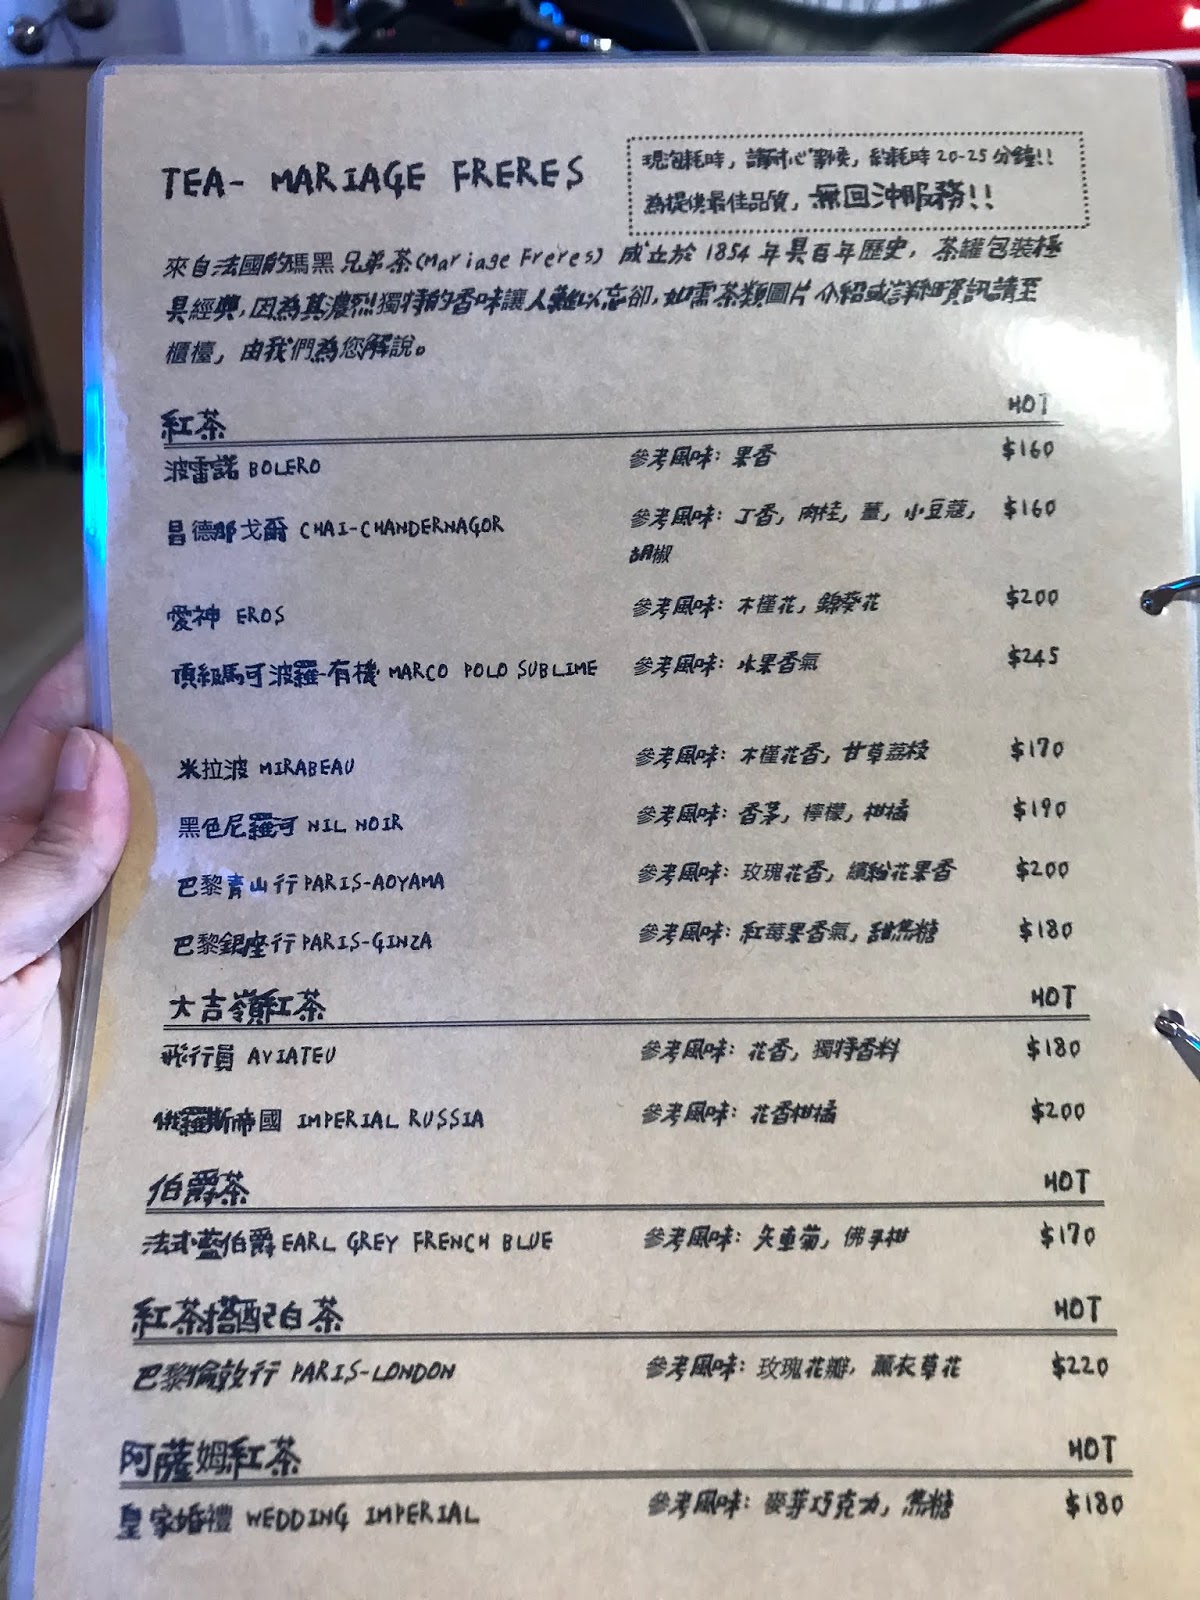 TEA- MARIAGE FRERES
現泡耗時，請耐心等候，約耗時20-25分鐘!!
為提供最佳品質，無回沖服務!!
來自法國的瑪黑兄弟茶(Mariage Freres) 成立於1854年具百年歷史，茶罐包裝極
具經典，因為其濃烈獨特的香味讓人難以忘卻，如需茶類圖片介紹或詳細資訊請至
櫃檯，由我們為您解說。
紅茶 HOT
波雷諾 BOLERO 參考風味：果香 $160
昌德那戈爾 CHAI-CHANDERNAGOR 參考風味：丁香，肉桂，薑，小豆蔻， $160
胡椒
愛神 EROS 參考風味：木槿花，錦葵花 $200
頂級馬可波羅-有機 MARCO POLO SUBLIME 參考風味：水果香氣 $245
米拉波 MIRABEAU 參考風味：木槿花香，甘草荔枝 $170
黑色尼羅河 NIL NOIR 參考風味：香茅，檸檬，柑橘 $190
巴黎青山行 PARIS-AOYAMA 參考風味：玫瑰花香，繽紛花果香 $200
巴黎銀座行 PARIS-GINZA 參考風味：紅莓果香氣，甜焦糖 $180
大吉嶺紅茶 HOT
飛行員 AVIATEU 參考風味：花香，獨特香料 $180
俄羅斯帝國 IMPERIAL RUSSIA 參考風味：花香柑橘 $200
伯爵茶 HOT
法式藍伯爵 EARL GREY FRENCH BLUE 參考風味：矢車菊，佛手柑 $170
紅茶搭配白茶 HOT
巴黎倫敦行 PARIS-LONDON 參考風味：玫瑰花瓣，薰衣草花 $220
阿薩姆紅茶 HOT
皇家婚禮 WEDDING IMPERIAL 參考風味：麥芽巧克力，焦糖 $180